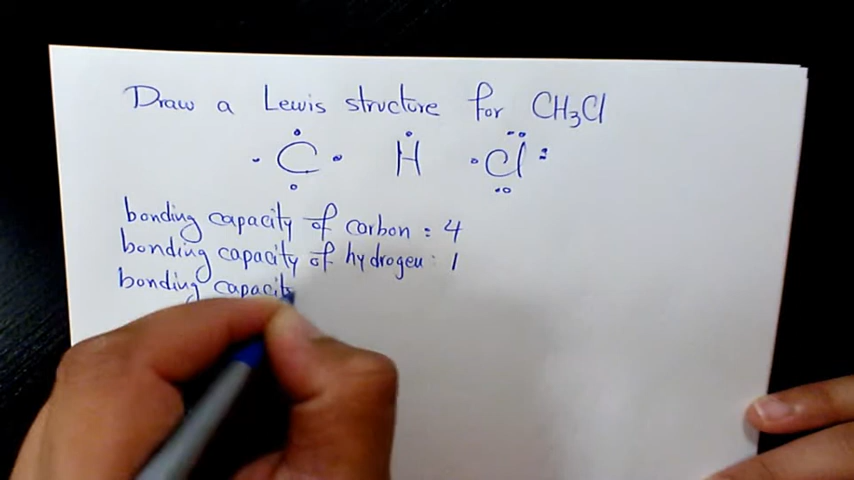 Draw a Lewis structure for CH₃Cl
C H Cl
bonding capacity of carbon : 4
bonding capacity of hydrogen : 1
bonding capacity